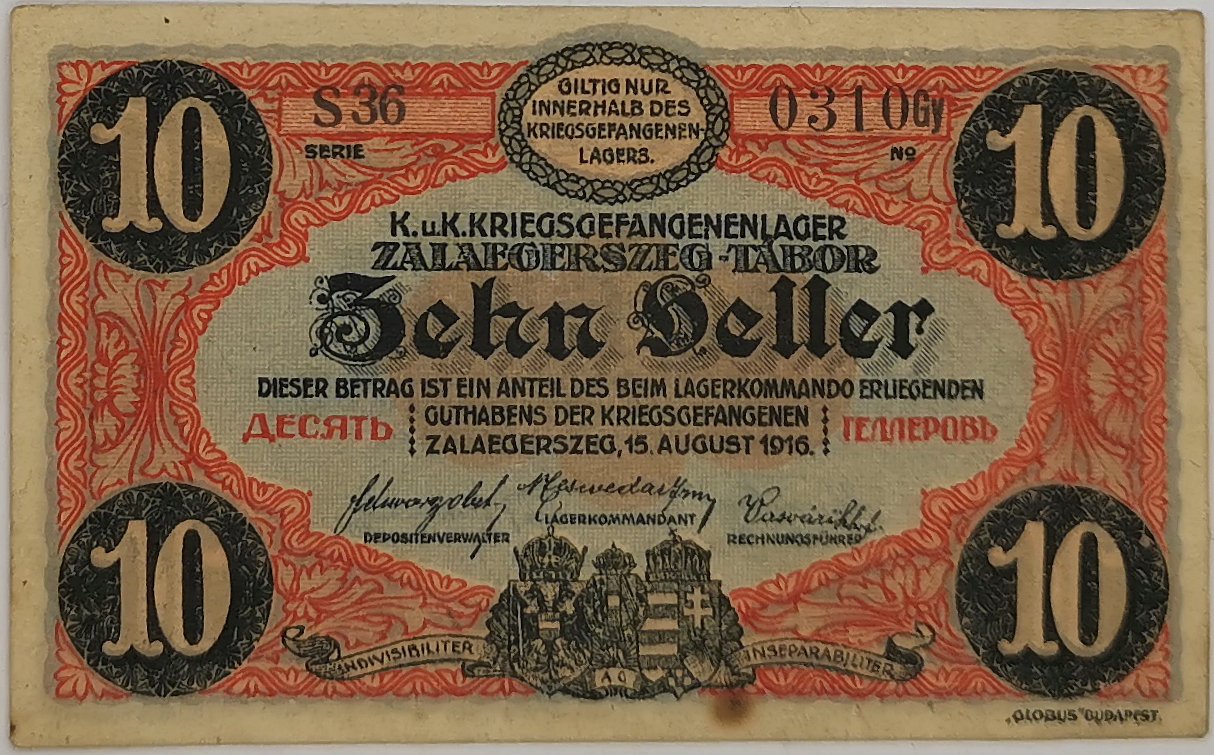 10
10
S 36
SERIE
GILTIG NUR
INNERHALB DES
KRIEGSGEFANGENEN-
LAGERS.
0310Gy
No
K.u.K. KRIEGSGEFANGENENLAGER
ZALAEGERSZEG-TÁBOR
Zehn Heller
DIESER BETRAG IST EIN ANTEIL DES BEIM LAGERKOMMANDO ERLIEGENDEN
GUTHABENS DER KRIEGSGEFANGENEN
ДЕСЯТЬ ГЕЛЛЕРОВЪ
ZALAEGERSZEG, 15. AUGUST 1916.
LAGERKOMMANDANT
DEPOSITENVERWALTER
RECHNUNGSFÜHRER
10
10
INDIVISIBILITER
INSEPARABILITER
„GLOBUS" BUDAPEST.